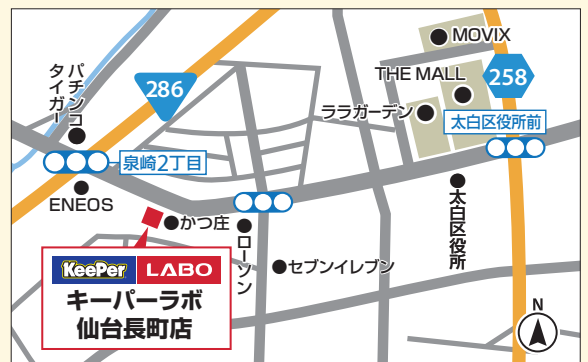 MOVIX
THE MALL
258
286
ララガーデン
太白区役所前
パチンコ
タイガー
泉崎2丁目
ENEOS
かつ庄
ローソン
セブンイレブン
太白区役所
KeePer LABO
キーパーラボ
仙台長町店
N